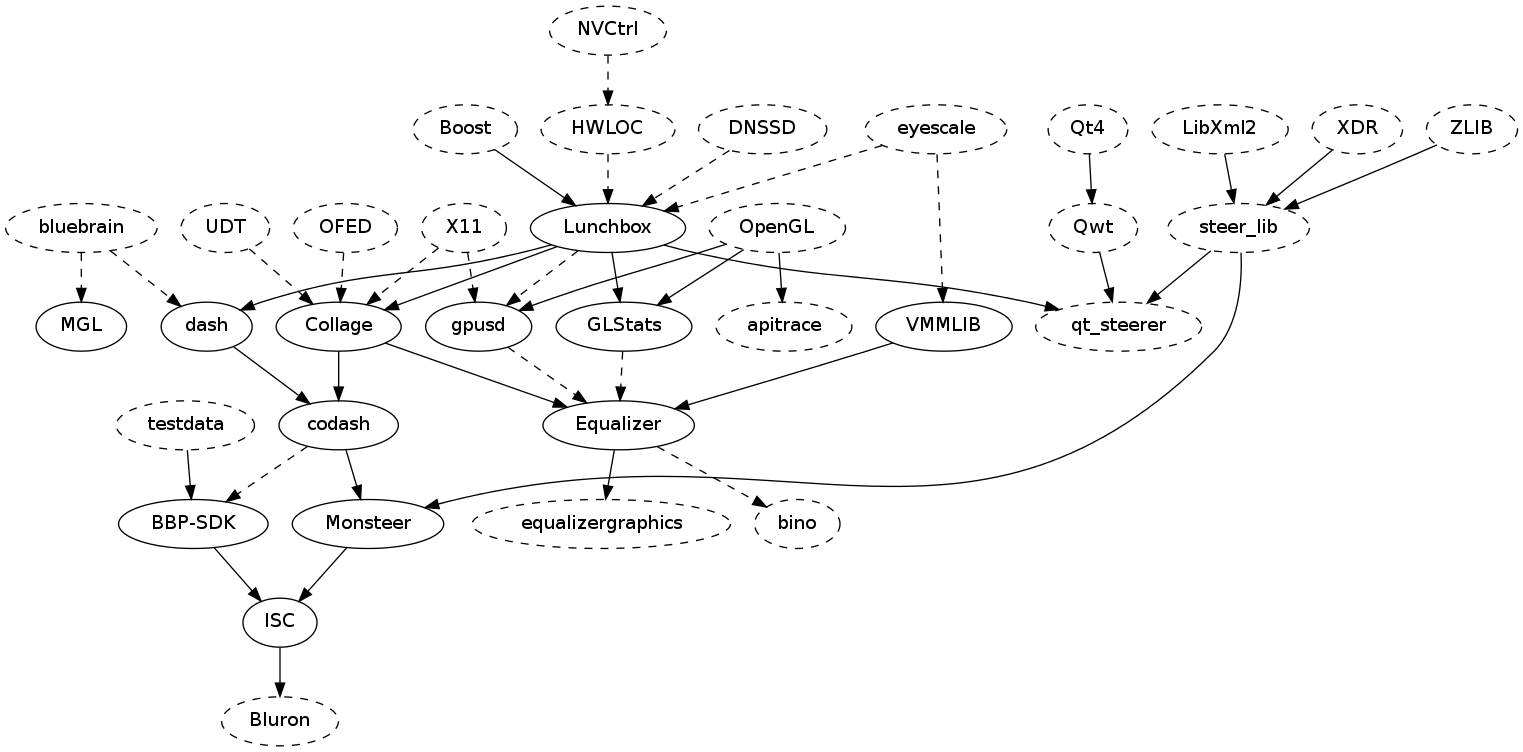 NVCtrl
Boost
HWLOC
DNSSD
eyescale
Qt4
LibXml2
XDR
ZLIB
bluebrain
UDT
OFED
X11
Lunchbox
OpenGL
Qwt
steer_lib
MGL
dash
Collage
gpusd
GLStats
apitrace
VMMLIB
qt_steerer
testdata
codash
Equalizer
BBP-SDK
Monsteer
equalizergraphics
bino
ISC
Bluron